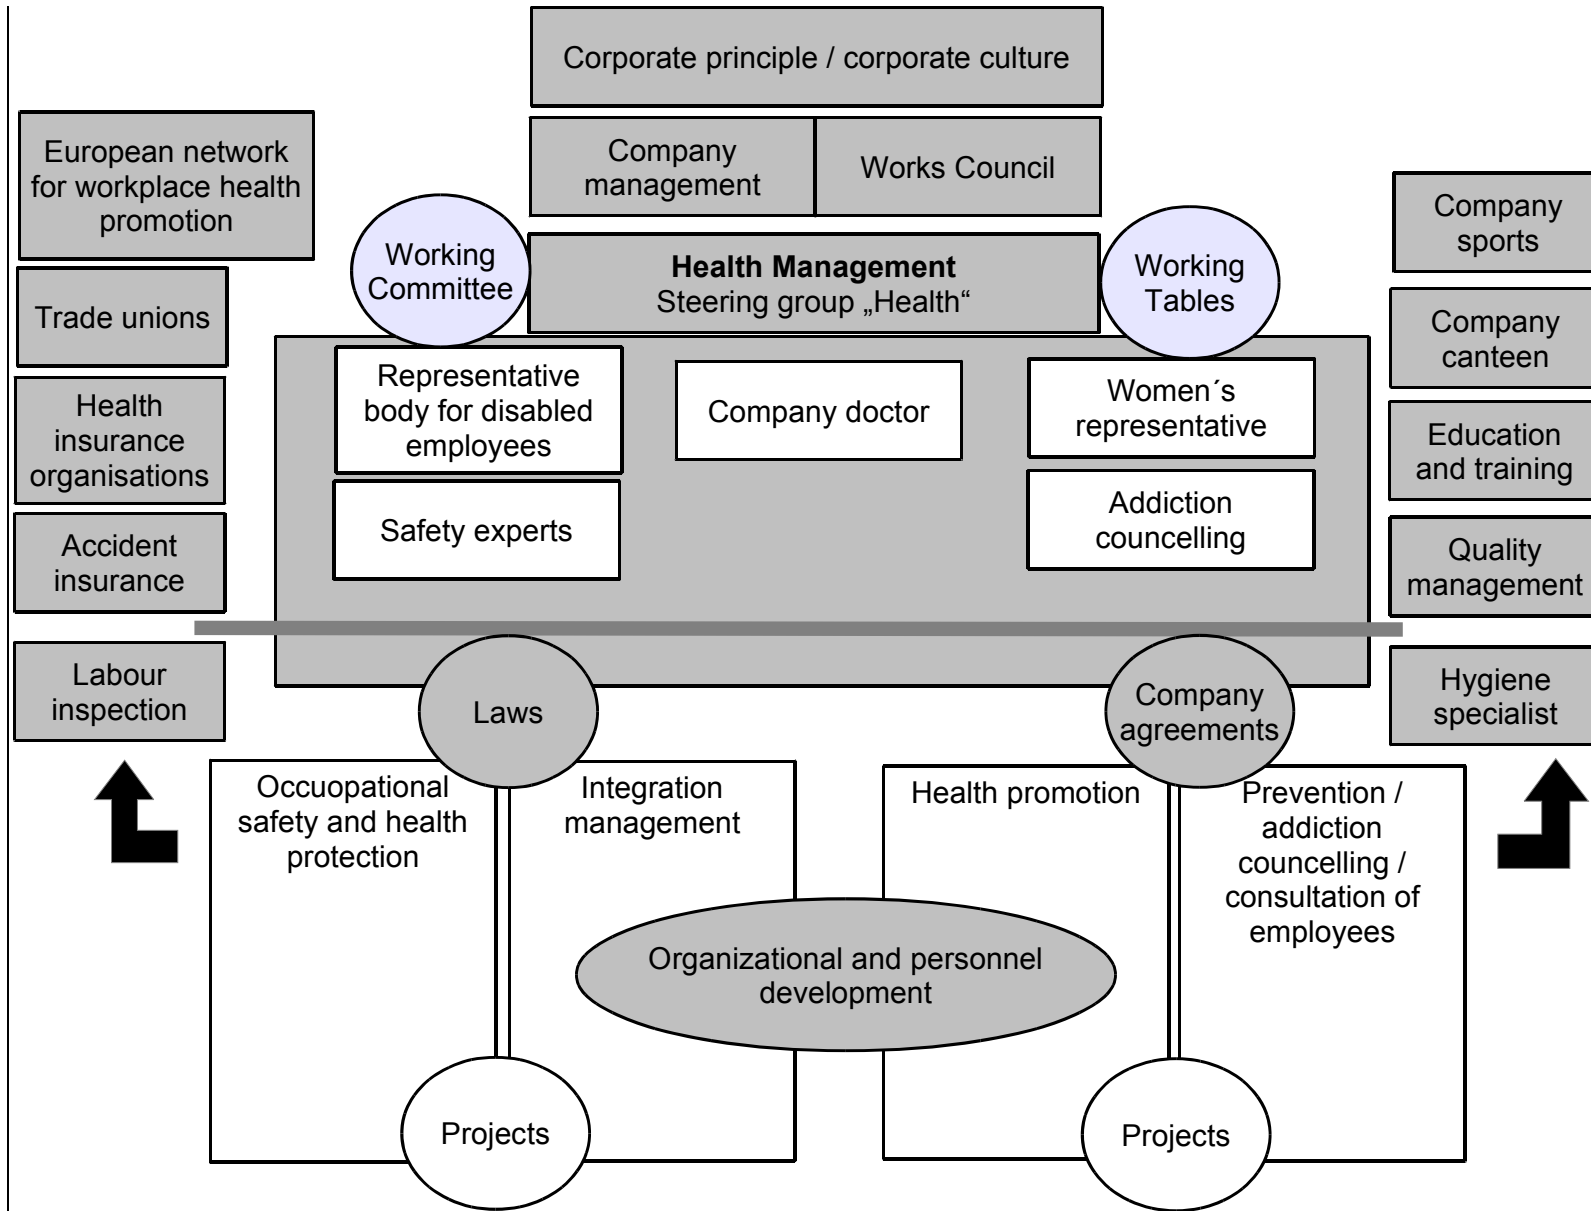 Corporate principle / corporate culture
Company
management
Works Council
European network
for workplace health
promotion
Trade unions
Health
insurance
organisations
Accident
insurance
Labour
inspection
Working
Committee
Health Management
Steering group „Health“
Working
Tables
Company
sports
Company
canteen
Education
and training
Quality
management
Hygiene
specialist
Representative
body for disabled
employees
Company doctor
Women´s
representative
Safety experts
Addiction
councelling
Laws
Company
agreements
Occuopational
safety and health
protection
Integration
management
Health promotion
Prevention /
addiction
councelling /
consultation of
employees
Organizational and personnel
development
Projects
Projects